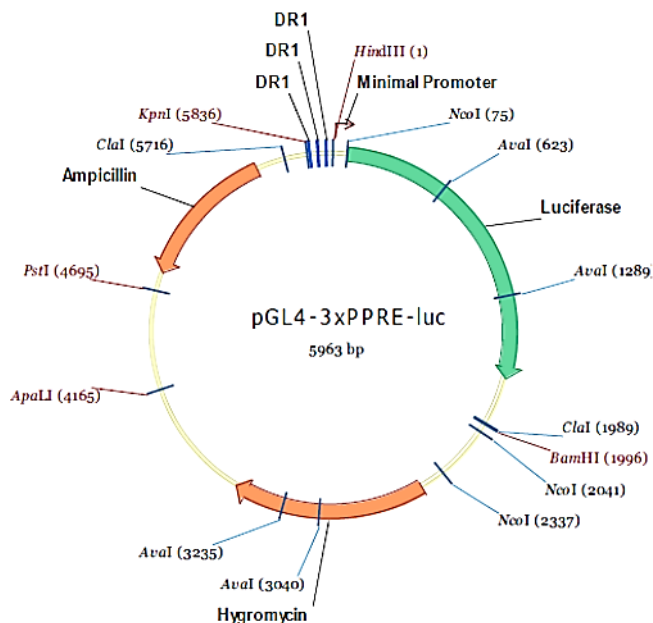 DR1
DR1
DR1
HindIII (1)
Minimal Promoter
KpnI (5836)
NcoI (75)
ClaI (5716)
AvaI (623)
Ampicillin
Luciferase
PstI (4695)
AvaI (1289)
pGL4-3xPPRE-luc
5963 bp
ApaLI (4165)
ClaI (1989)
BamHI (1996)
NcoI (2041)
NcoI (2337)
AvaI (3235)
AvaI (3040)
Hygromycin